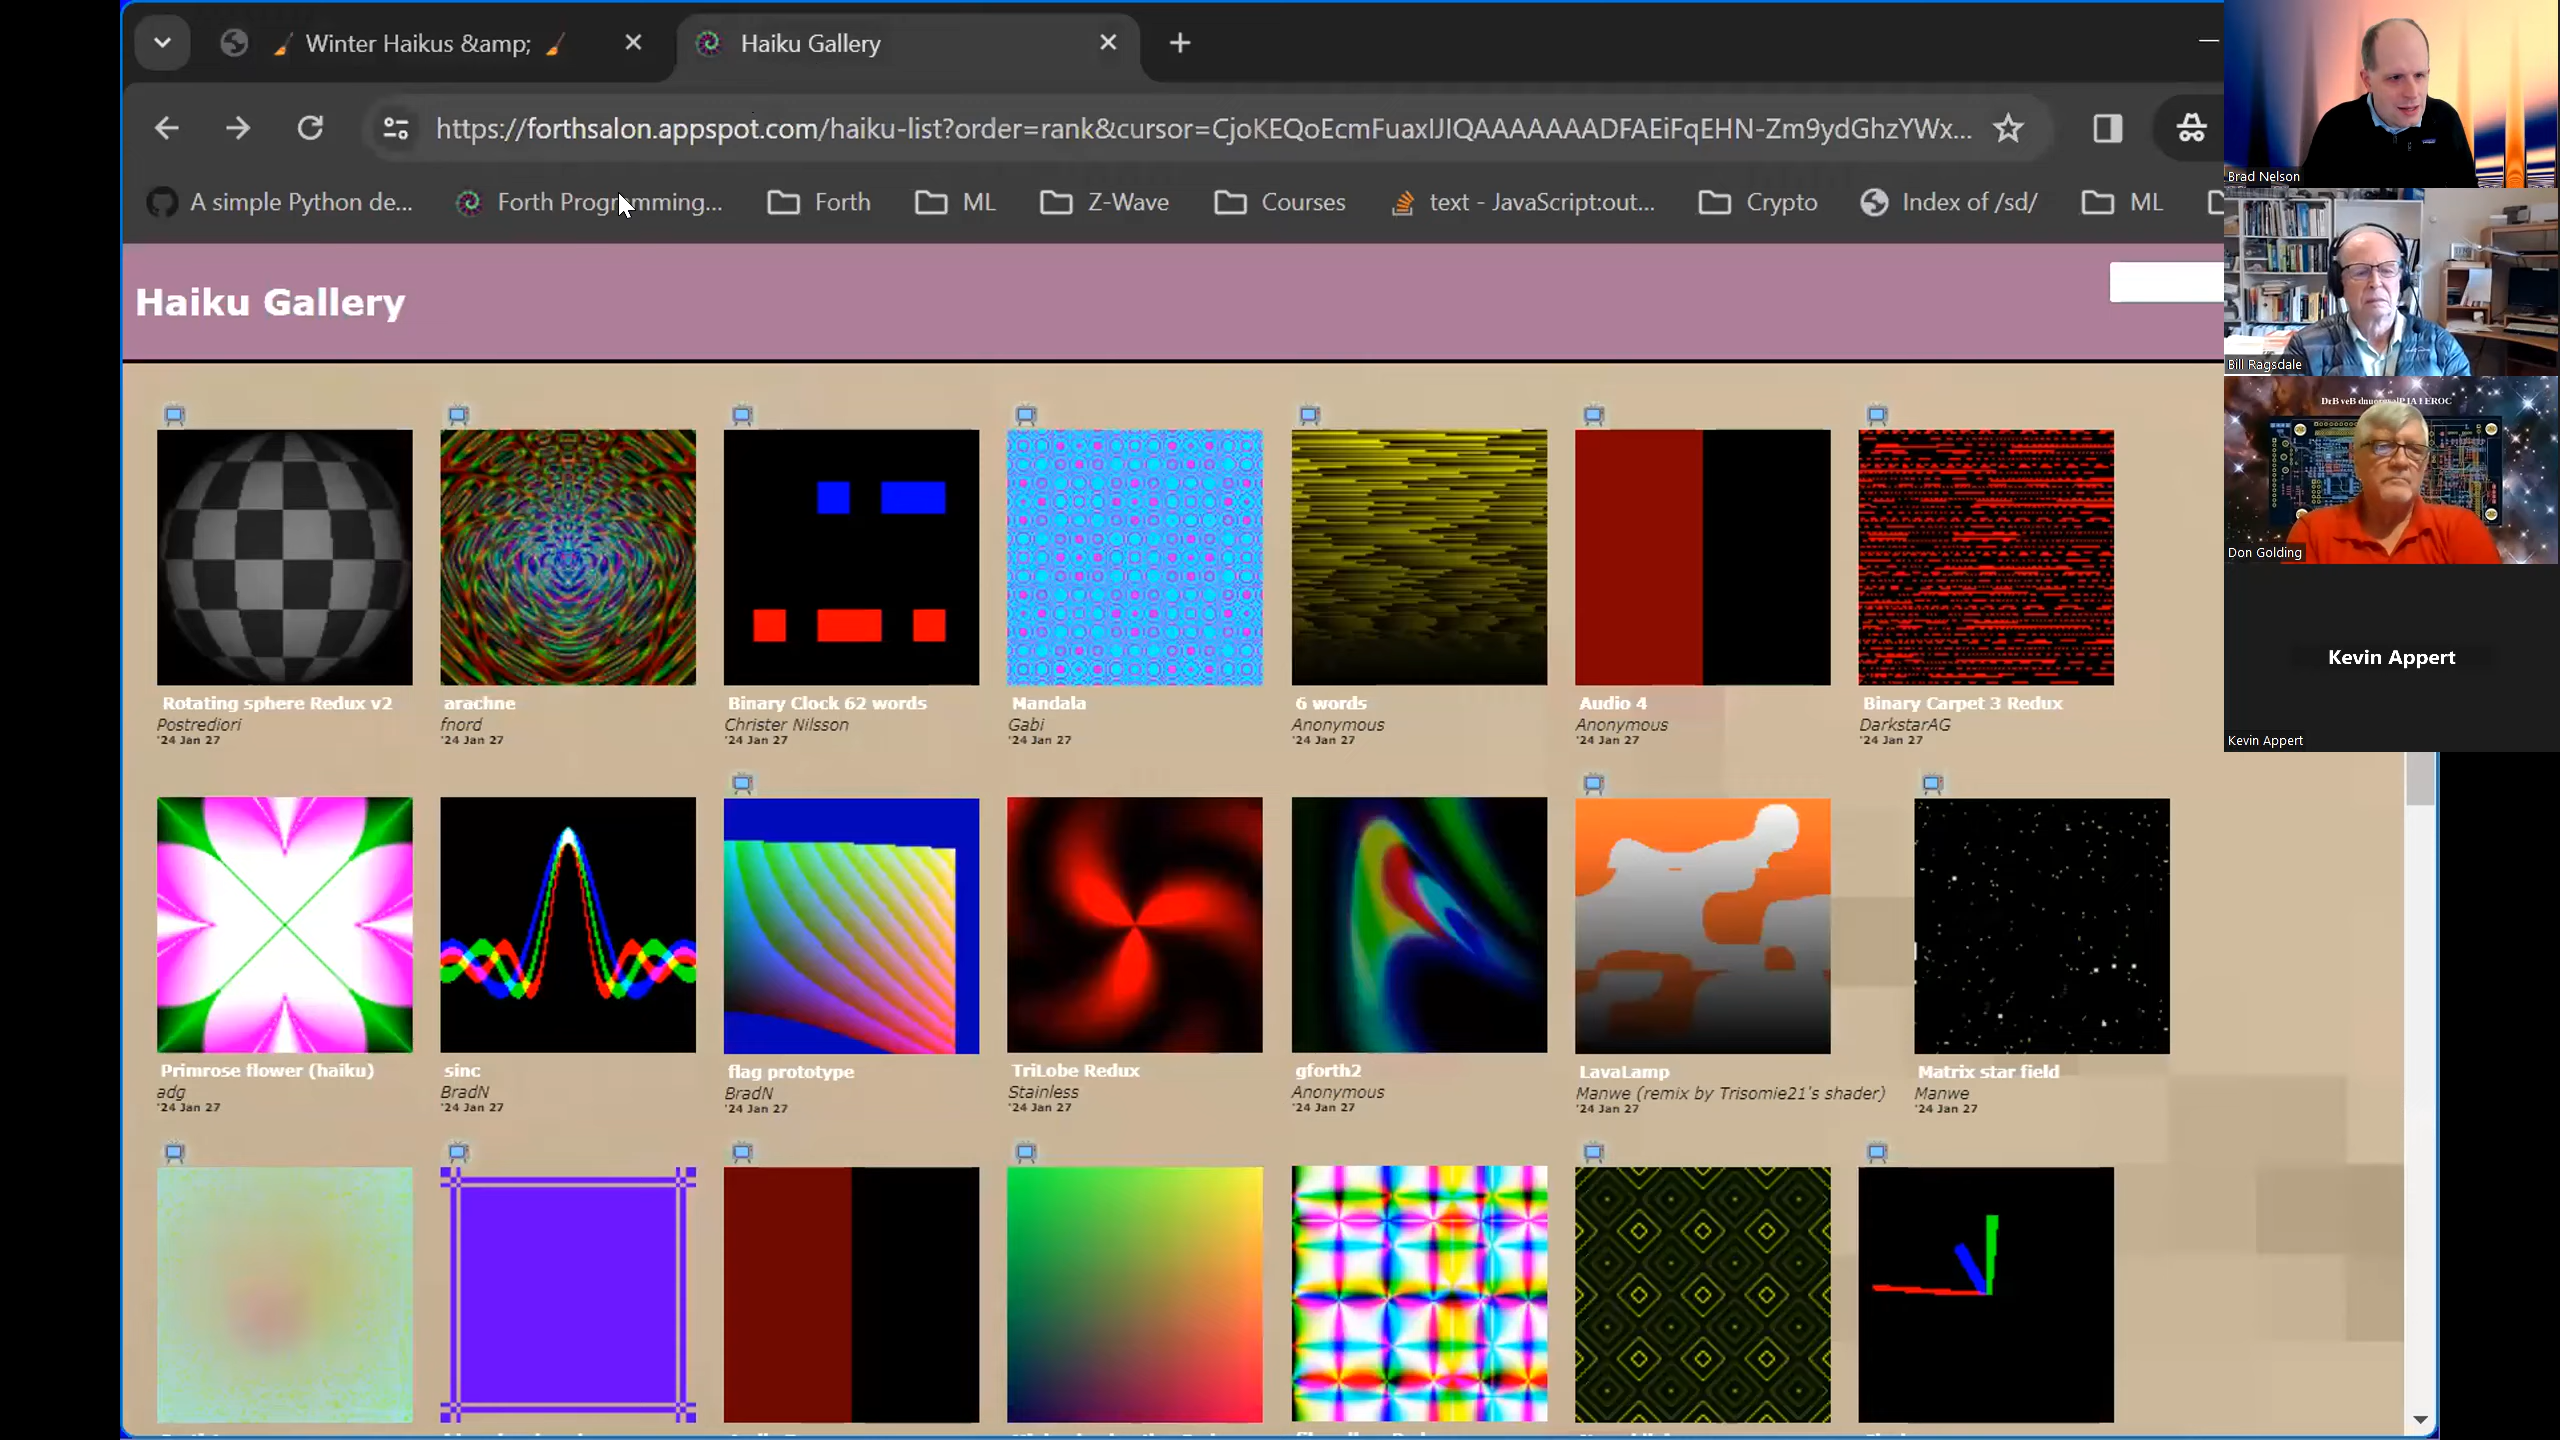 Winter Haikus &amp;
Haiku Gallery
https://forthsalon.appspot.com/haiku-list?order=rank&cursor=CjoKEQoEcmFuaxIJIQAAAAAAADFAEiFqEHN-Zm9ydGhzYWx...
A simple Python de...
Forth Programming...
Forth
ML
Z-Wave
Courses
text - JavaScript:out...
Crypto
Index of /sd/
ML
Haiku Gallery
Rotating sphere Redux v2
Postrediori
'24 Jan 27
arachne
fnord
'24 Jan 27
Binary Clock 62 words
Christer Nilsson
'24 Jan 27
Mandala
Gabi
'24 Jan 27
6 words
Anonymous
'24 Jan 27
Audio 4
Anonymous
'24 Jan 27
Binary Carpet 3 Redux
DarkstarAG
'24 Jan 27
Primrose flower (haiku)
adg
'24 Jan 27
sinc
BradN
'24 Jan 27
flag prototype
BradN
'24 Jan 27
TriLobe Redux
Stainless
'24 Jan 27
gforth2
Anonymous
'24 Jan 27
LavaLamp
Manwe (remix by Trisomie21's shader)
'24 Jan 27
Matrix star field
Manwe
'24 Jan 27
Brad Nelson
Bill Ragsdale
Don Golding
Kevin Appert
Kevin Appert